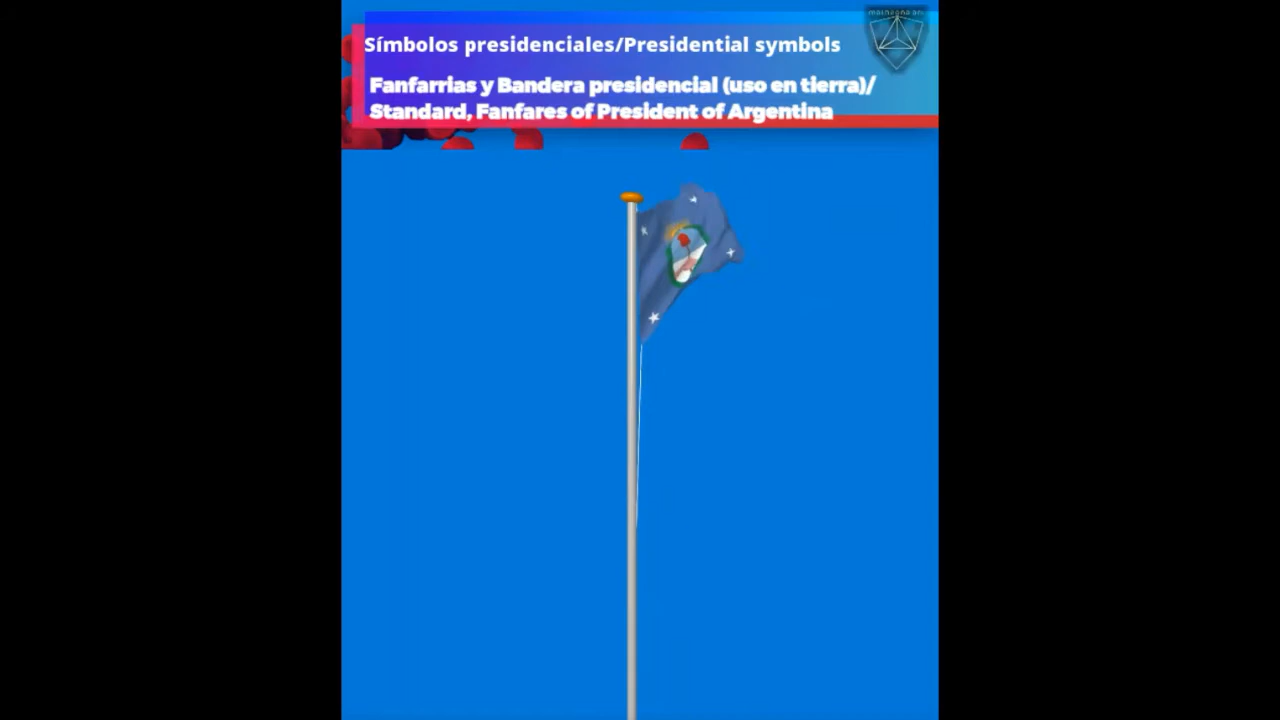 Símbolos presidenciales/Presidential symbols
Fanfarrias y Bandera presidencial (uso en tierra)/
Standard, Fanfares of President of Argentina